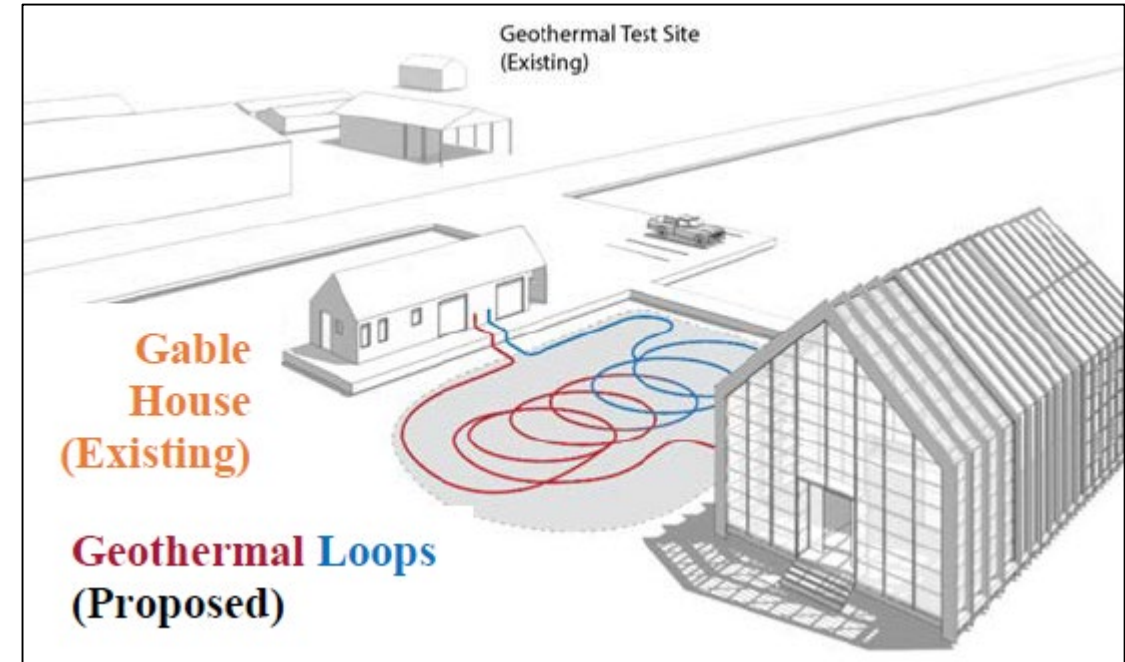 Geothermal Test Site
(Existing)
Gable
House
(Existing)
Geothermal Loops
(Proposed)